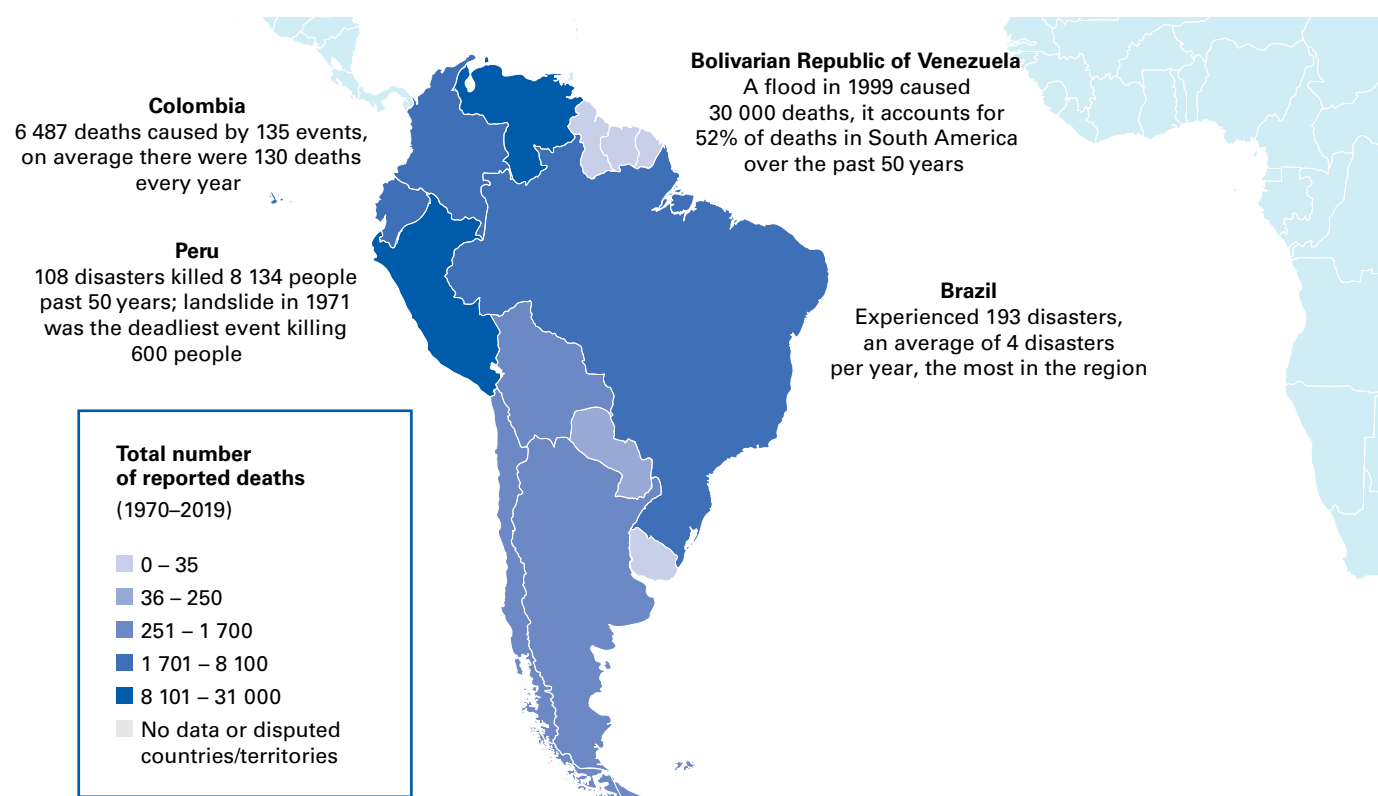 Colombia
6 487 deaths caused by 135 events,
on average there were 130 deaths
every year
Peru
108 disasters killed 8 134 people
past 50 years; landslide in 1971
was the deadliest event killing
600 people
Bolivarian Republic of Venezuela
A flood in 1999 caused
30 000 deaths, it accounts for
52% of deaths in South America
over the past 50 years
Brazil
Experienced 193 disasters,
an average of 4 disasters
per year, the most in the region
Total number
of reported deaths
(1970–2019)
0 – 35
36 – 250
251 – 1 700
1 701 – 8 100
8 101 – 31 000
No data or disputed
countries/territories